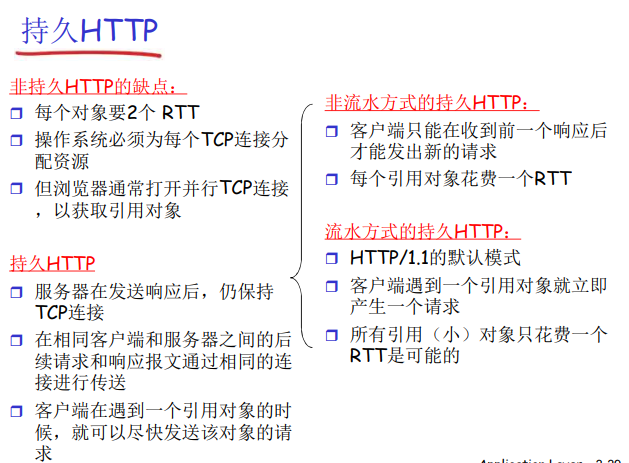 持久HTTP
非持久HTTP的缺点：
每个对象要2个 RTT
操作系统必须为每个TCP连接分
配资源
但浏览器通常打开并行TCP连接
，以获取引用对象
持久HTTP
服务器在发送响应后，仍保持
TCP连接
在相同客户端和服务器之间的后
续请求和响应报文通过相同的连
接进行传送
客户端在遇到一个引用对象的时
候，就可以尽快发送该对象的请
求
非流水方式的持久HTTP：
客户端只能在收到前一个响应后
才能发出新的请求
每个引用对象花费一个RTT
流水方式的持久HTTP：
HTTP/1.1的默认模式
客户端遇到一个引用对象就立即
产生一个请求
所有引用（小）对象只花费一个
RTT是可能的